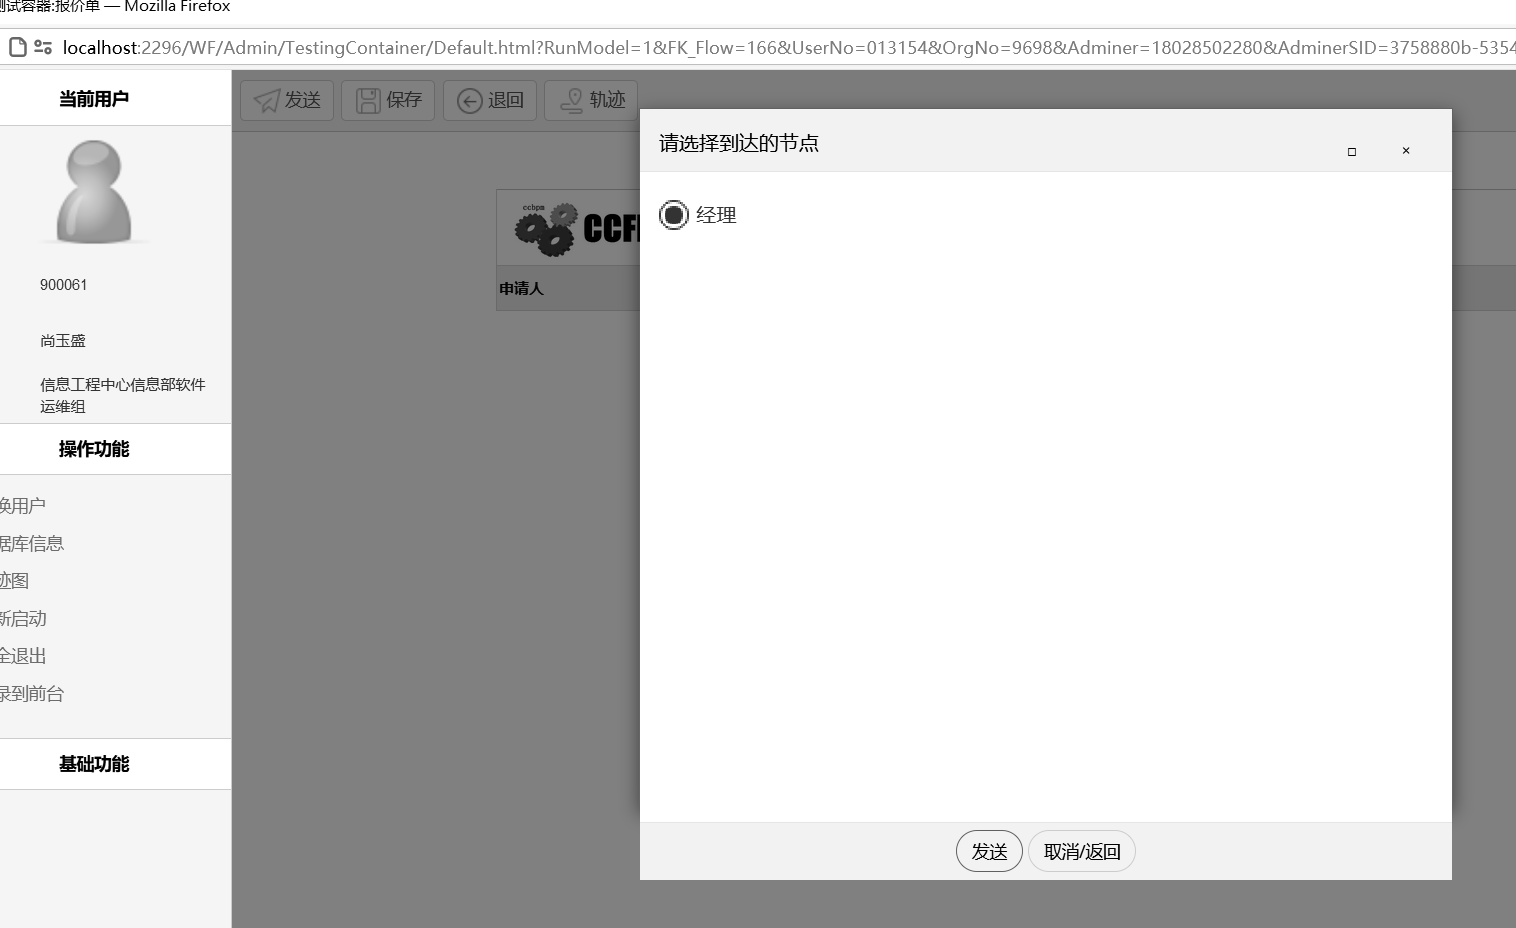 测试容器:报价单 — Mozilla Firefox
localhost:2296/WF/Admin/TestingContainer/Default.html?RunModel=1&FK_Flow=166&UserNo=013154&OrgNo=9698&Adminer=18028502280&AdminerSID=3758880b-5354
当前用户
900061
尚玉盛
信息工程中心信息部软件
运维组
操作功能
换用户
据库信息
迹图
新启动
全退出
录到前台
基础功能
发送
保存
退回
轨迹
ccbpm
CCFl
申请人
请选择到达的节点
经理
发送
取消/返回